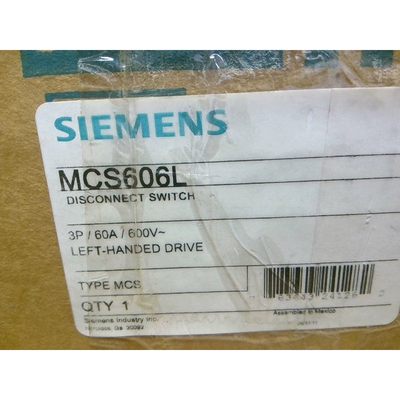 SIEMENS
MCS606L
DISCONNECT SWITCH
3P / 60A / 600V~
LEFT-HANDED DRIVE
TYPE MCS
QTY 1
Assembled in Mexico
Siemens Industry Inc.